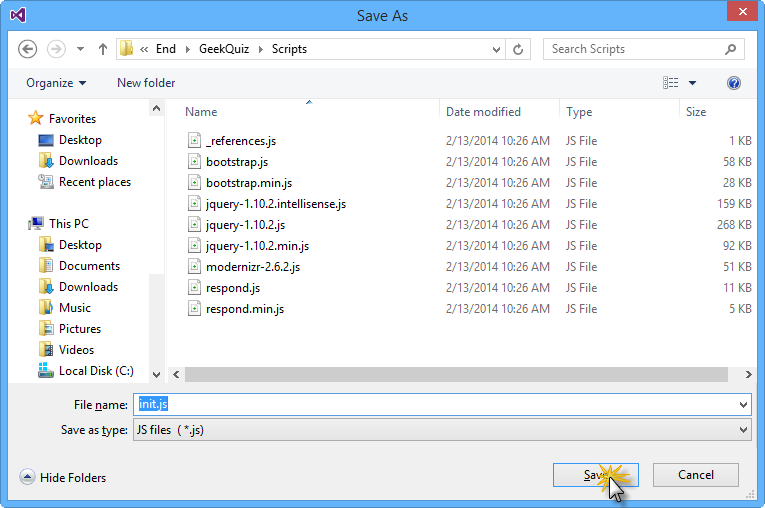 Save As
« End GeekQuiz Scripts Search Scripts
Organize New folder
Name Date modified Type Size
Favorites
Desktop
Downloads
Recent places
This PC
Desktop
Documents
Downloads
Music
Pictures
Videos
Local Disk (C:)
_references.js 2/13/2014 10:26 AM JS File 1 KB
bootstrap.js 2/13/2014 10:26 AM JS File 58 KB
bootstrap.min.js 2/13/2014 10:26 AM JS File 28 KB
jquery-1.10.2.intellisense.js 2/13/2014 10:26 AM JS File 159 KB
jquery-1.10.2.js 2/13/2014 10:26 AM JS File 268 KB
jquery-1.10.2.min.js 2/13/2014 10:26 AM JS File 92 KB
modernizr-2.6.2.js 2/13/2014 10:26 AM JS File 51 KB
respond.js 2/13/2014 10:26 AM JS File 11 KB
respond.min.js 2/13/2014 10:26 AM JS File 5 KB
File name: init.js
Save as type: JS files ( *.js)
Hide Folders Save Cancel